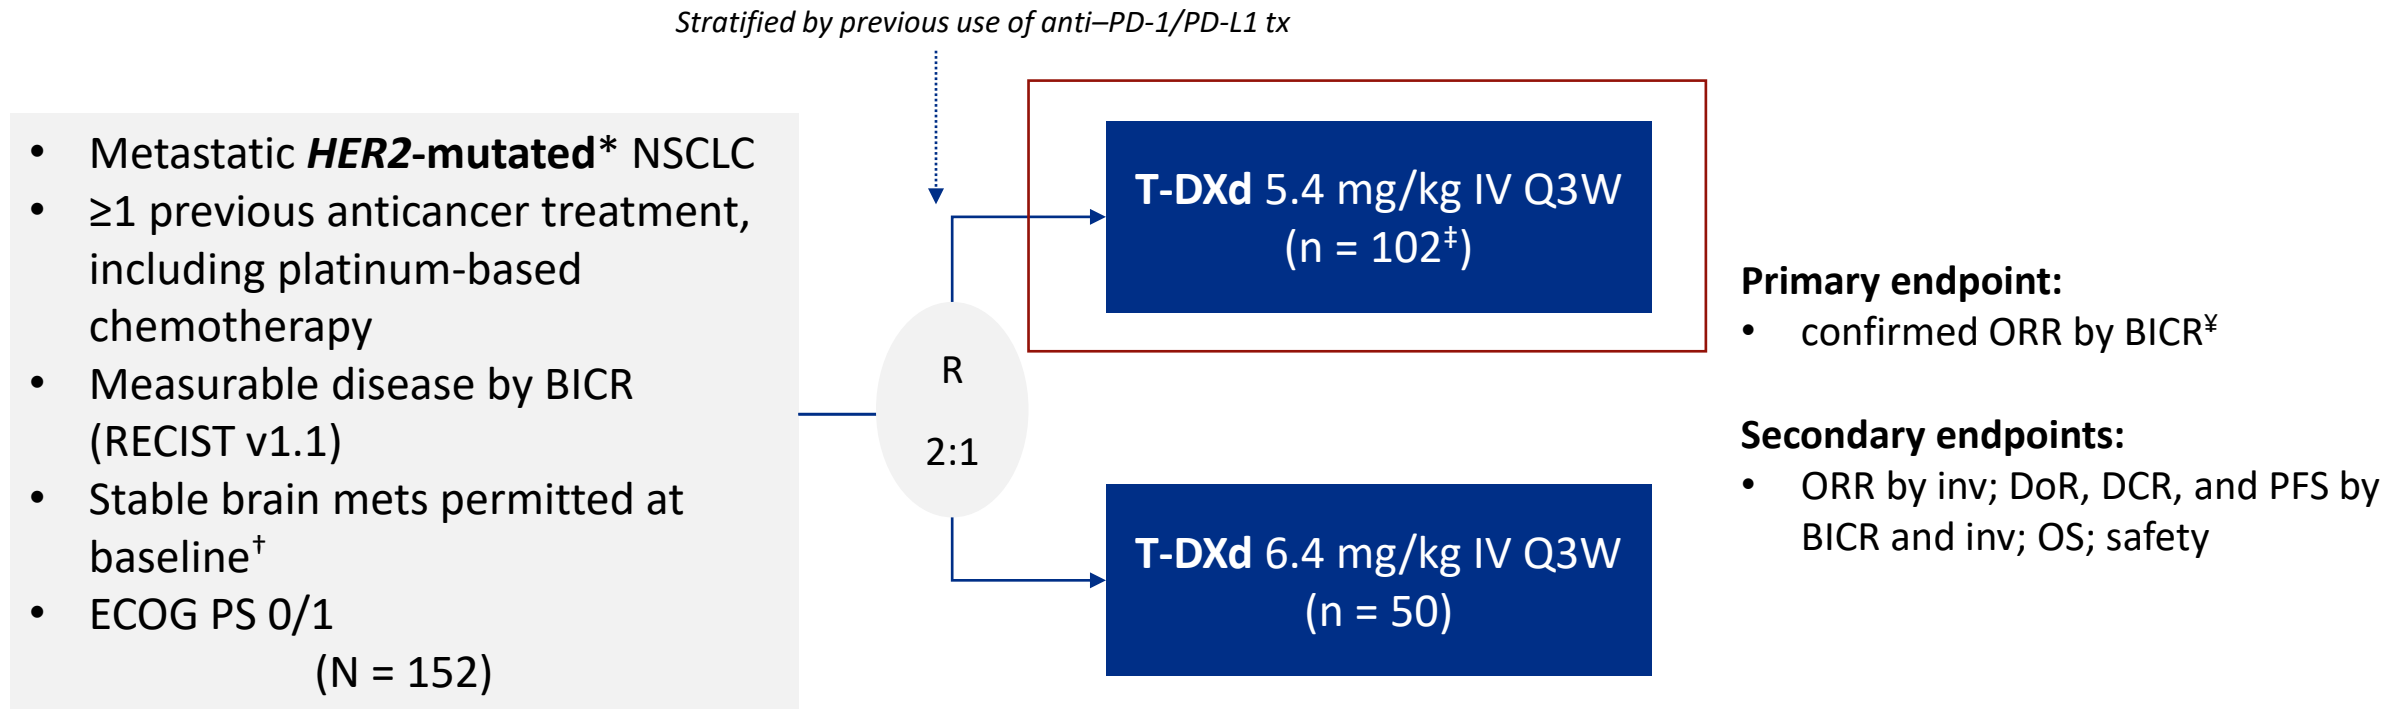 Stratified by previous use of anti–PD-1/PD-L1 tx
• Metastatic HER2-mutated* NSCLC
• ≥1 previous anticancer treatment,
including platinum-based
chemotherapy
• Measurable disease by BICR
(RECIST v1.1)
• Stable brain mets permitted at
baseline†
• ECOG PS 0/1
(N = 152)
R
2:1
T-DXd 5.4 mg/kg IV Q3W
(n = 102‡)
T-DXd 6.4 mg/kg IV Q3W
(n = 50)
Primary endpoint:
• confirmed ORR by BICR¥
Secondary endpoints:
• ORR by inv; DoR, DCR, and PFS by
BICR and inv; OS; safety